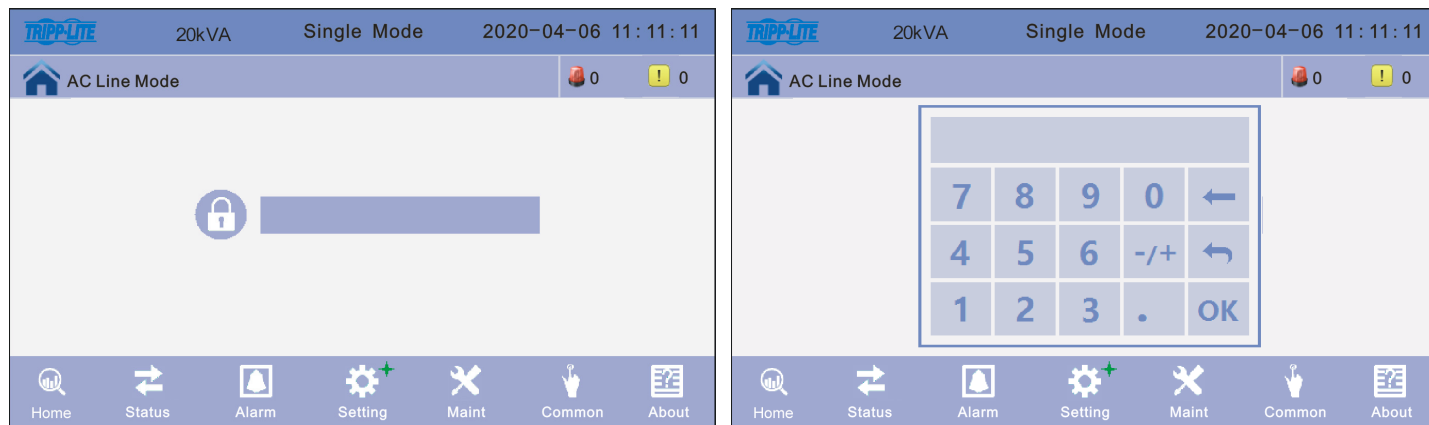 TRIPP-LITE 20kVA Single Mode 2020-04-06 11:11:11
AC Line Mode 0 ! 0
Home Status Alarm Setting Maint Common About
TRIPP-LITE 20kVA Single Mode 2020-04-06 11:11:11
AC Line Mode 0 ! 0
7 8 9 0
4 5 6 -/+
1 2 3 . OK
Home Status Alarm Setting Maint Common About